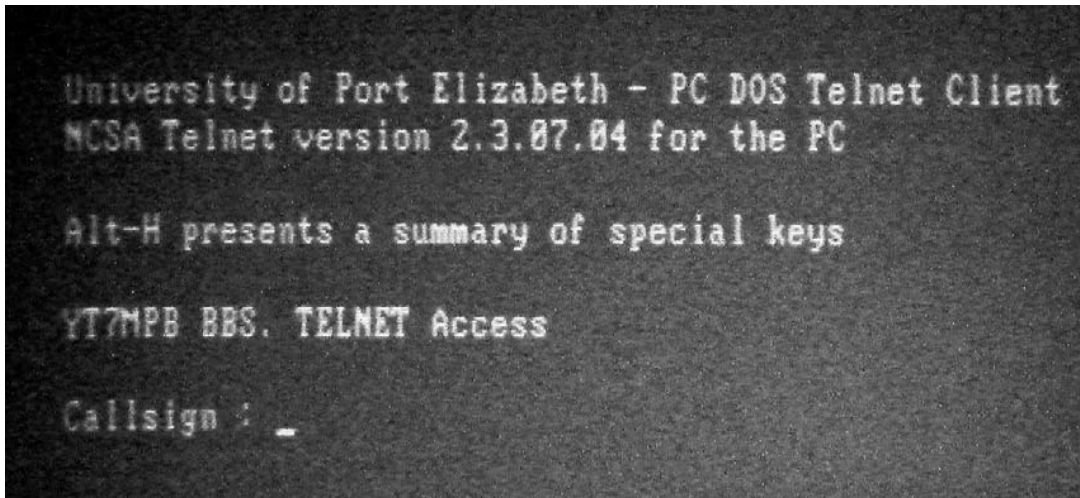 University of Port Elizabeth - PC DOS Telnet Client
NCSA Telnet version 2.3.07.04 for the PC
Alt-H presents a summary of special keys
YT7MPB BBS. TELNET Access
Callsign : _